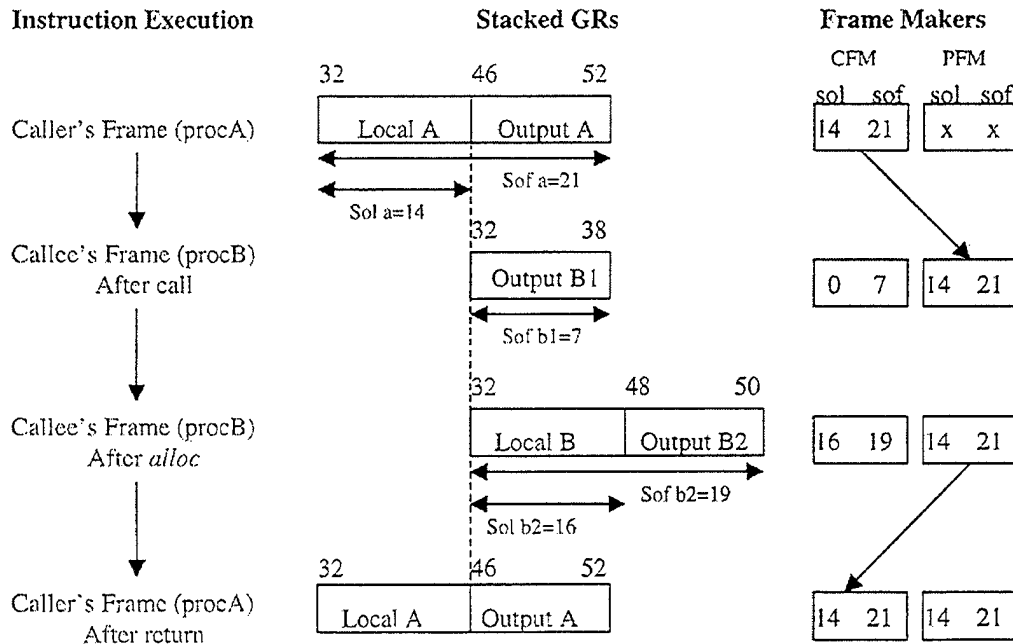 Instruction Execution Stacked GRs Frame Makers
CFM PFM
32 46 52
sol sof sol sof
Caller's Frame (procA) Local A Output A 14 21 x x
Sof a=21
Sol a=14
32 38
Callee's Frame (procB)
After call
Output B1 0 7 14 21
Sof b1=7
32 48 50
Callee's Frame (procB)
After alloc
Local B Output B2 16 19 14 21
Sof b2=19
Sol b2=16
32 46 52
Caller's Frame (procA)
After return
Local A Output A 14 21 14 21